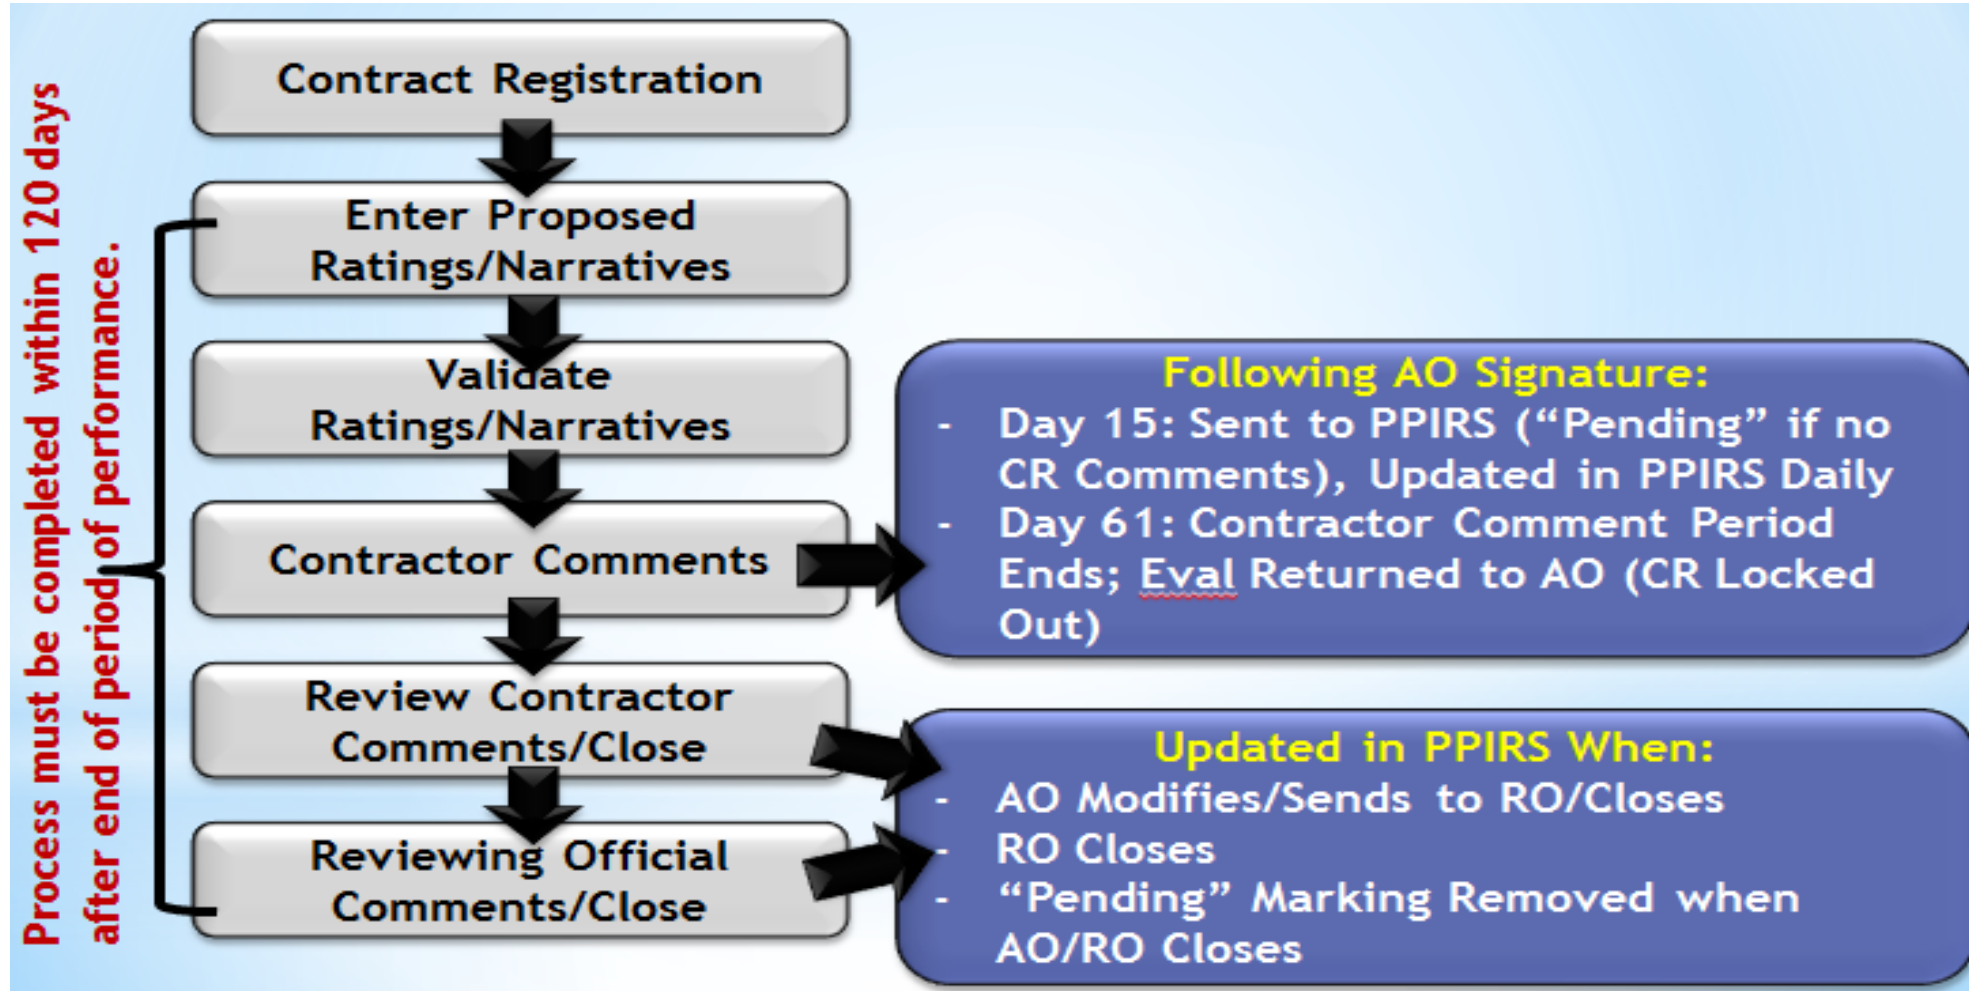 Process must be completed within 120 days
after end of period of performance.
Contract Registration
Enter Proposed
Ratings/Narratives
Validate
Ratings/Narratives
Contractor Comments
Review Contractor
Comments/Close
Reviewing Official
Comments/Close
Following AO Signature:
- Day 15: Sent to PPIRS (“Pending” if no
CR Comments), Updated in PPIRS Daily
- Day 61: Contractor Comment Period
Ends; Eval Returned to AO (CR Locked
Out)
Updated in PPIRS When:
- AO Modifies/Sends to RO/Closes
- RO Closes
- “Pending” Marking Removed when
AO/RO Closes